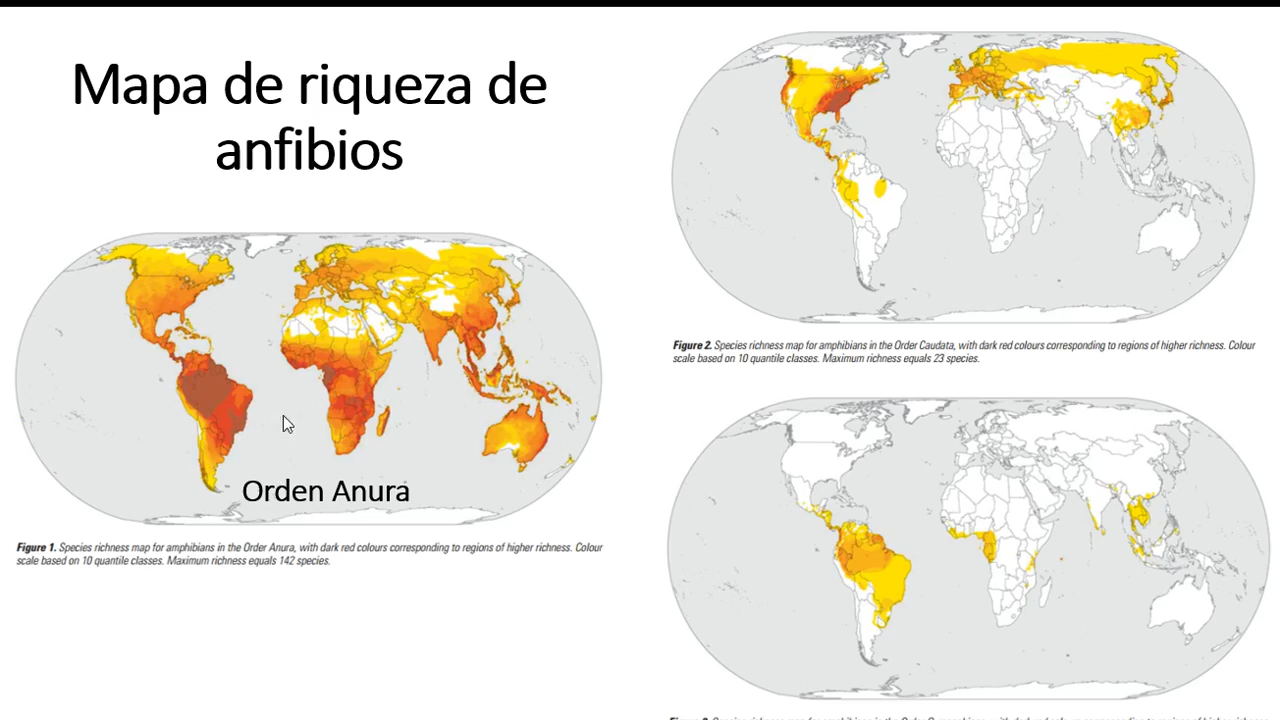 Mapa de riqueza de
anfibios
Orden Anura
Figure 1. Species richness map for amphibians in the Order Anura, with dark red colours corresponding to regions of higher richness. Colour
scale based on 10 quantile classes. Maximum richness equals 142 species.
Figure 2. Species richness map for amphibians in the Order Caudata, with dark red colours corresponding to regions of higher richness. Colour
scale based on 10 quantile classes. Maximum richness equals 23 species.